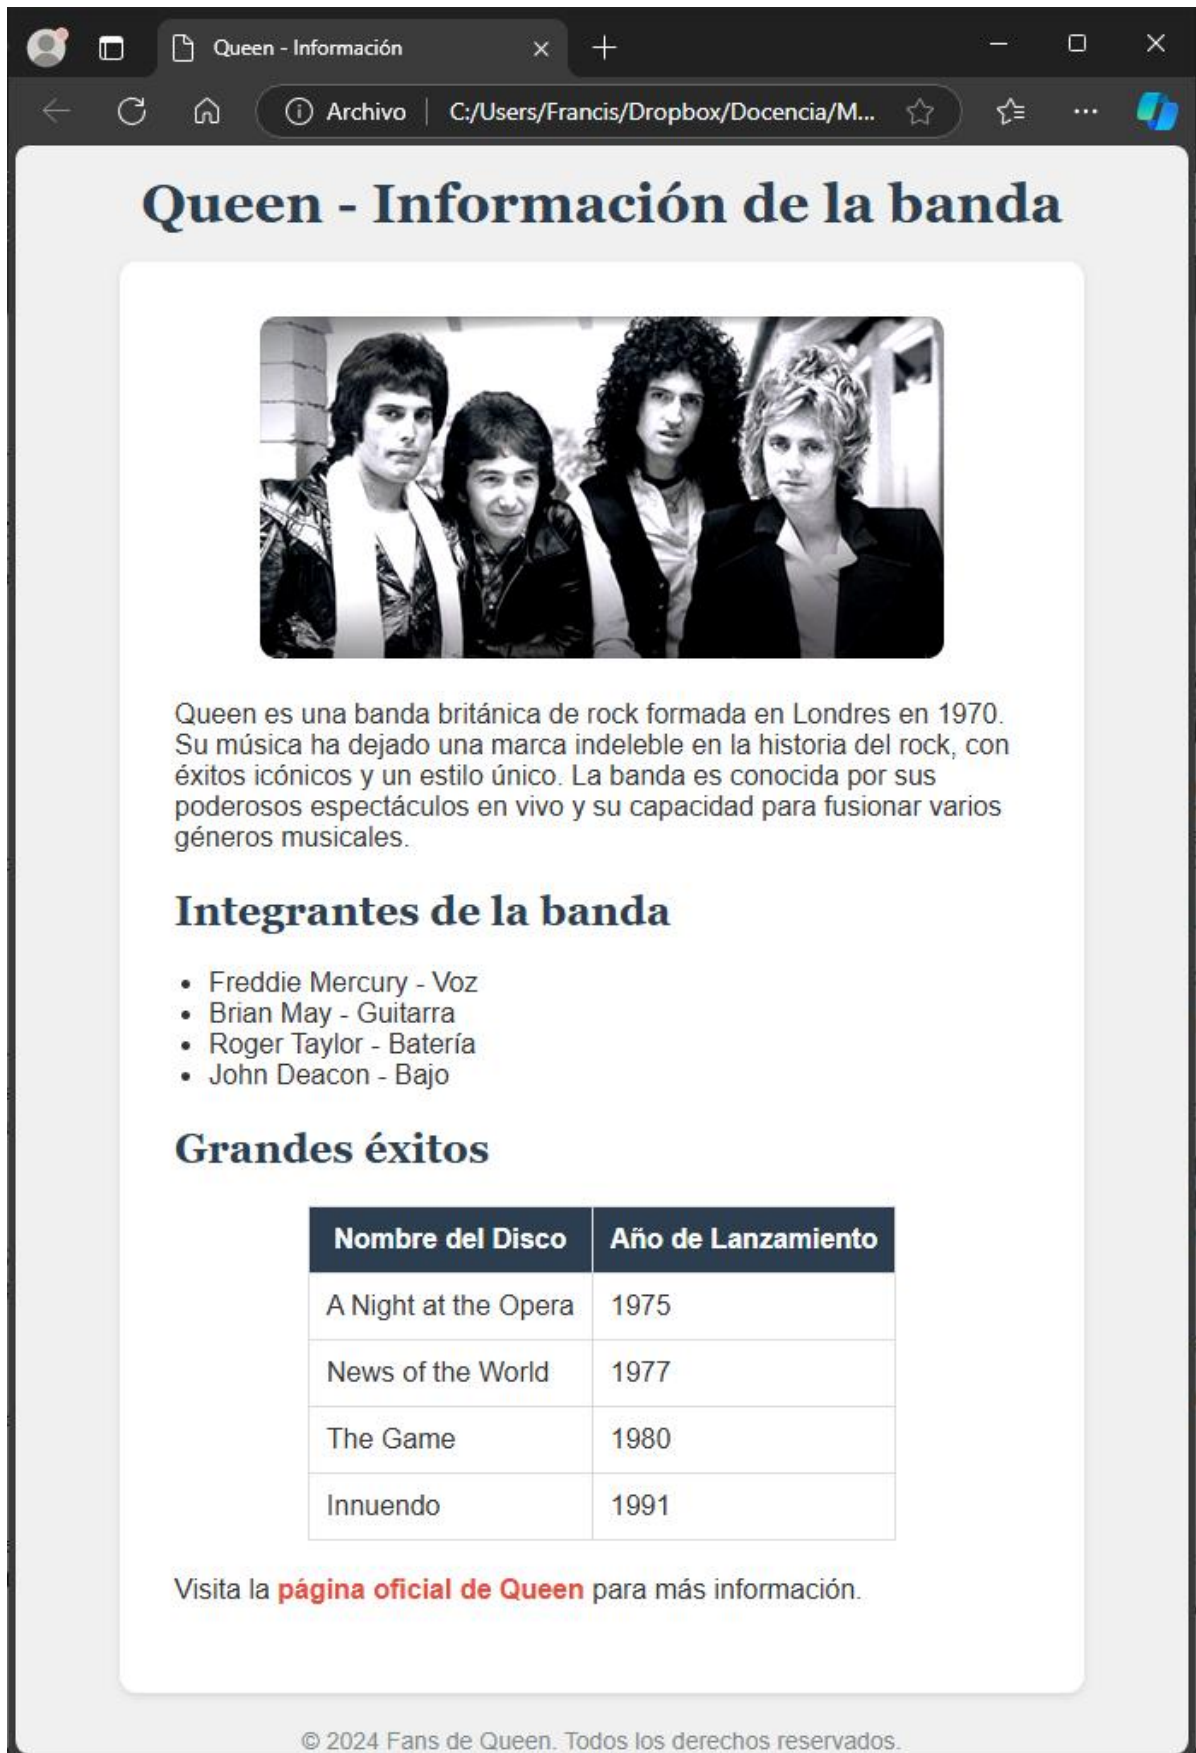 Queen - Información
Archivo
C:/Users/Francis/Dropbox/Docencia/M...
Queen - Información de la banda
Queen es una banda británica de rock formada en Londres en 1970.
Su música ha dejado una marca indeleble en la historia del rock, con
éxitos icónicos y un estilo único. La banda es conocida por sus
poderosos espectáculos en vivo y su capacidad para fusionar varios
géneros musicales.
Integrantes de la banda
• Freddie Mercury - Voz
• Brian May - Guitarra
• Roger Taylor - Batería
• John Deacon - Bajo
Grandes éxitos
Nombre del Disco Año de Lanzamiento
A Night at the Opera 1975
News of the World 1977
The Game 1980
Innuendo 1991
Visita la página oficial de Queen para más información.
© 2024 Fans de Queen. Todos los derechos reservados.